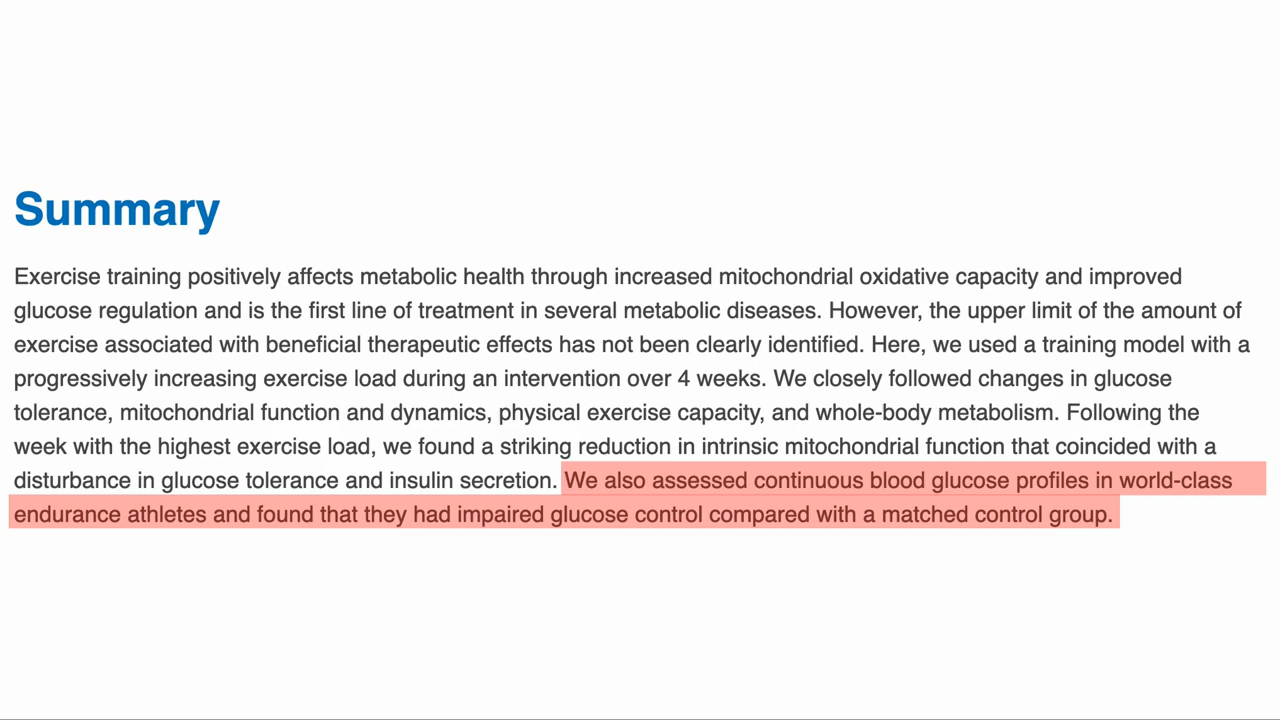 Summary
Exercise training positively affects metabolic health through increased mitochondrial oxidative capacity and improved
glucose regulation and is the first line of treatment in several metabolic diseases. However, the upper limit of the amount of
exercise associated with beneficial therapeutic effects has not been clearly identified. Here, we used a training model with a
progressively increasing exercise load during an intervention over 4 weeks. We closely followed changes in glucose
tolerance, mitochondrial function and dynamics, physical exercise capacity, and whole-body metabolism. Following the
week with the highest exercise load, we found a striking reduction in intrinsic mitochondrial function that coincided with a
disturbance in glucose tolerance and insulin secretion. We also assessed continuous blood glucose profiles in world-class
endurance athletes and found that they had impaired glucose control compared with a matched control group.